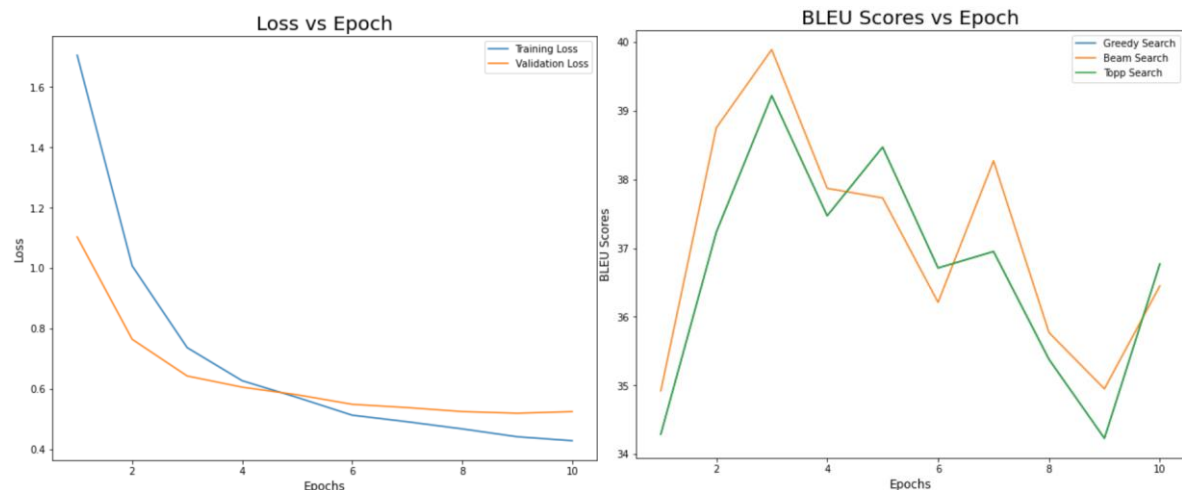 Loss vs Epoch
Training Loss
Validation Loss
1.6
1.4
1.2
1.0
0.8
0.6
0.4
Loss
2
4
6
8
10
Epochs
BLEU Scores vs Epoch
Greedy Search
Beam Search
Topp Search
40
39
38
37
36
35
34
BLEU Scores
2
4
6
8
10
Epochs